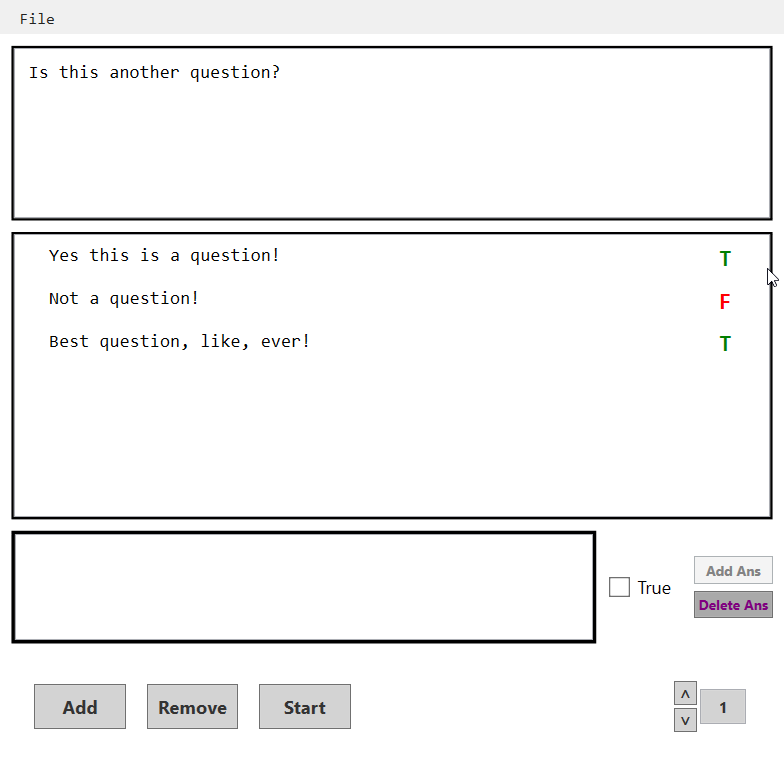 File
Is this another question?
Yes this is a question! T
Not a question! F
Best question, like, ever! T
True
Add Ans
Delete Ans
Add Remove Start
˄
˅
1